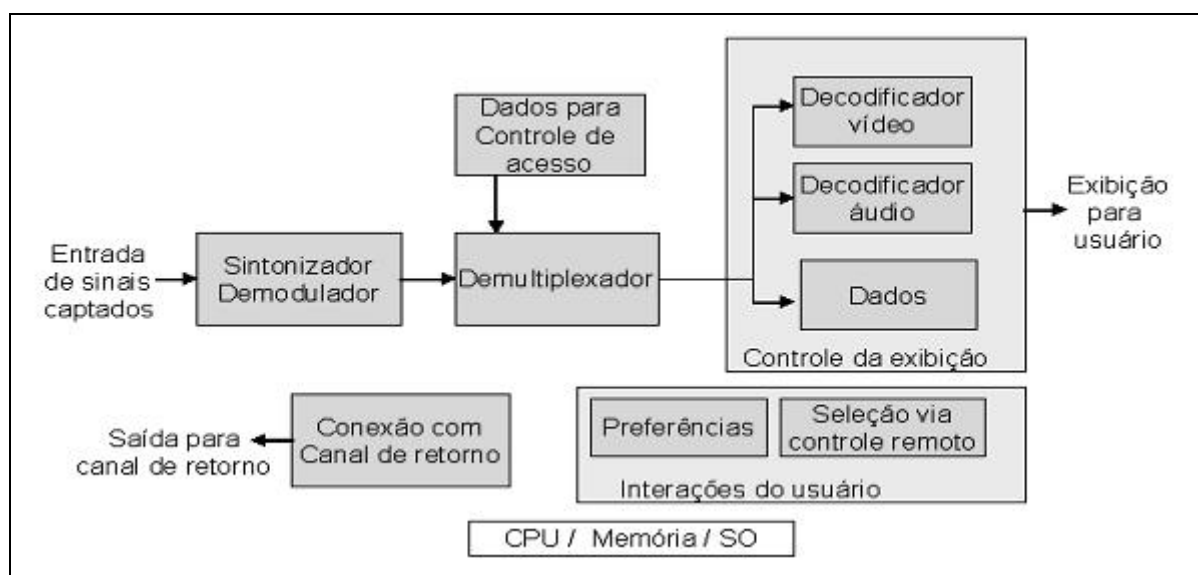 Dados para
Controle de
acesso
Decodificador
vídeo
Decodificador
áudio
Dados
Controle da exibição
Exibição
para
usuário
Entrada
de sinais
captados
Sintonizador
Demodulador
Demultiplexador
Saída para
canal de retorno
Conexão com
Canal de retorno
Preferências
Seleção via
controle remoto
Interações do usuário
CPU / Memória / SO